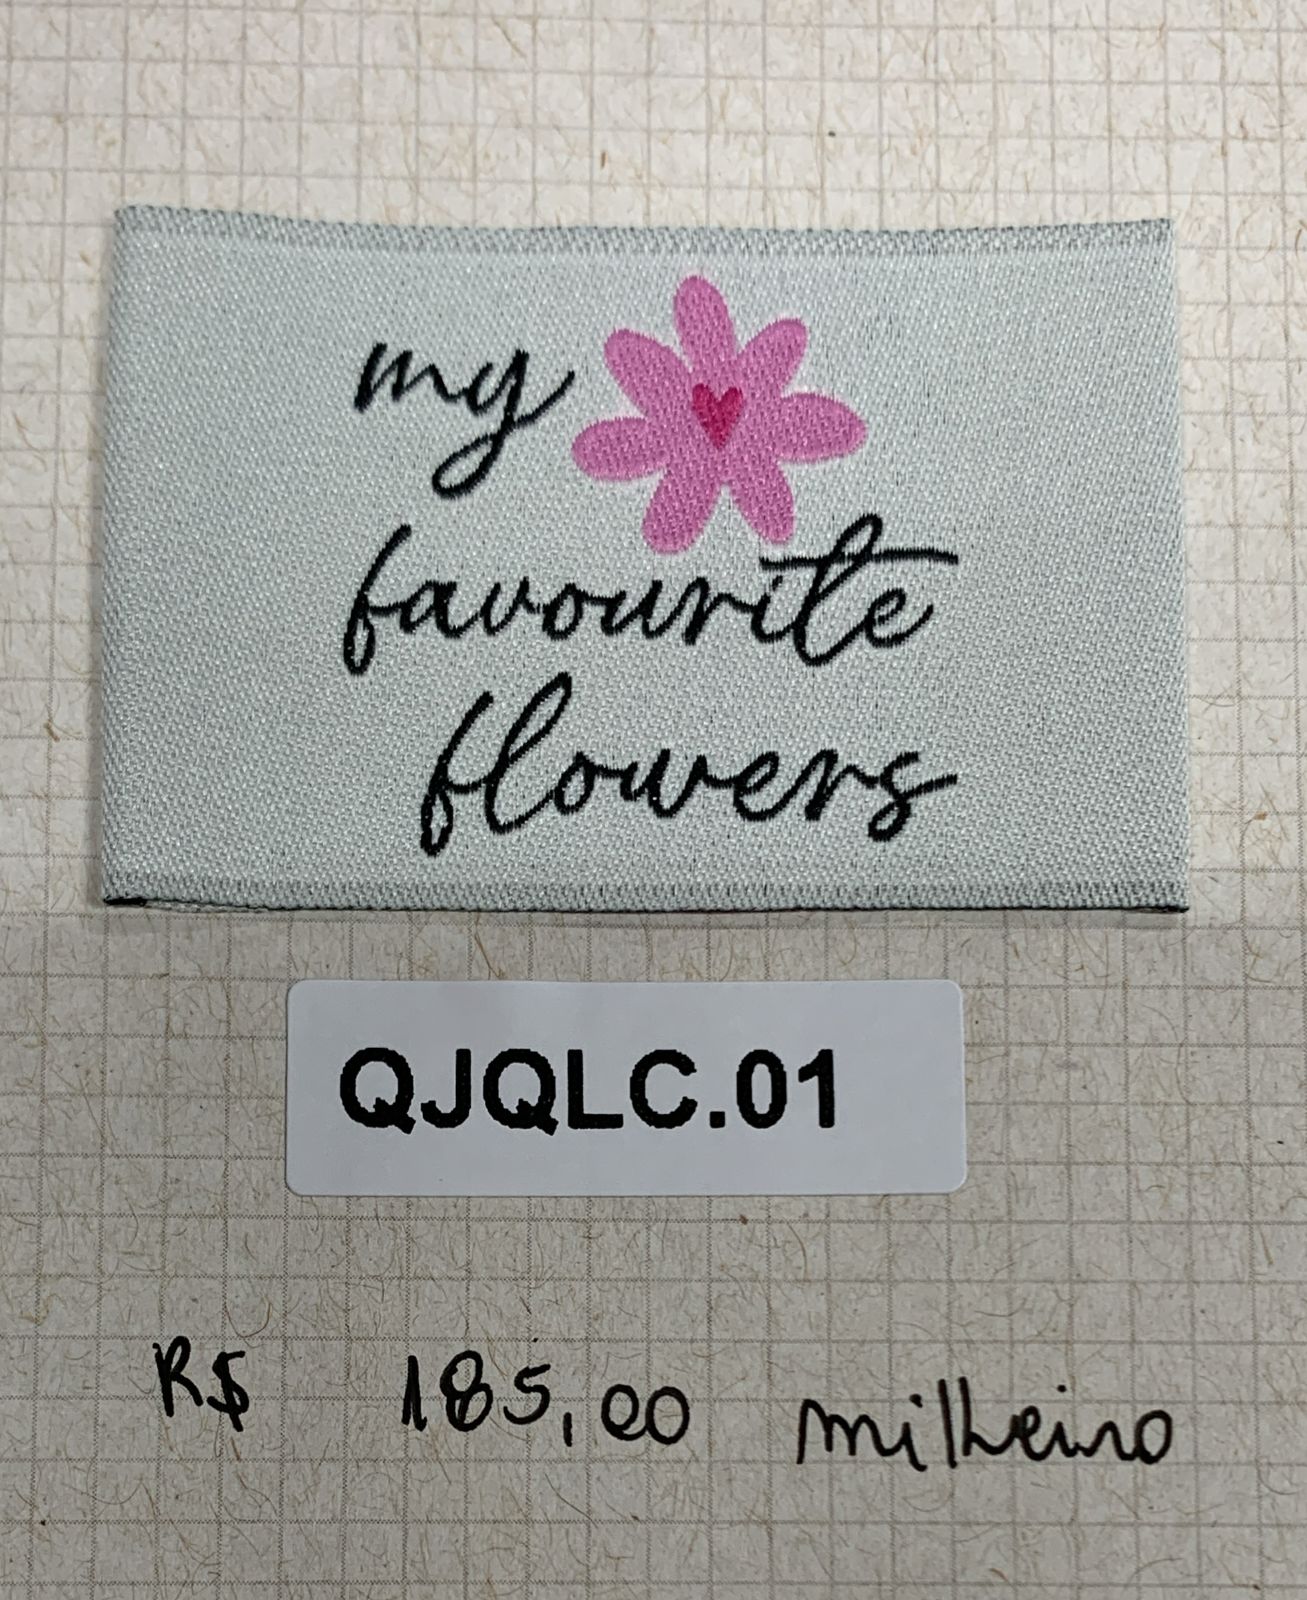 my
favourite
flowers
QJQLC.01
R$ 185,00 milheiro